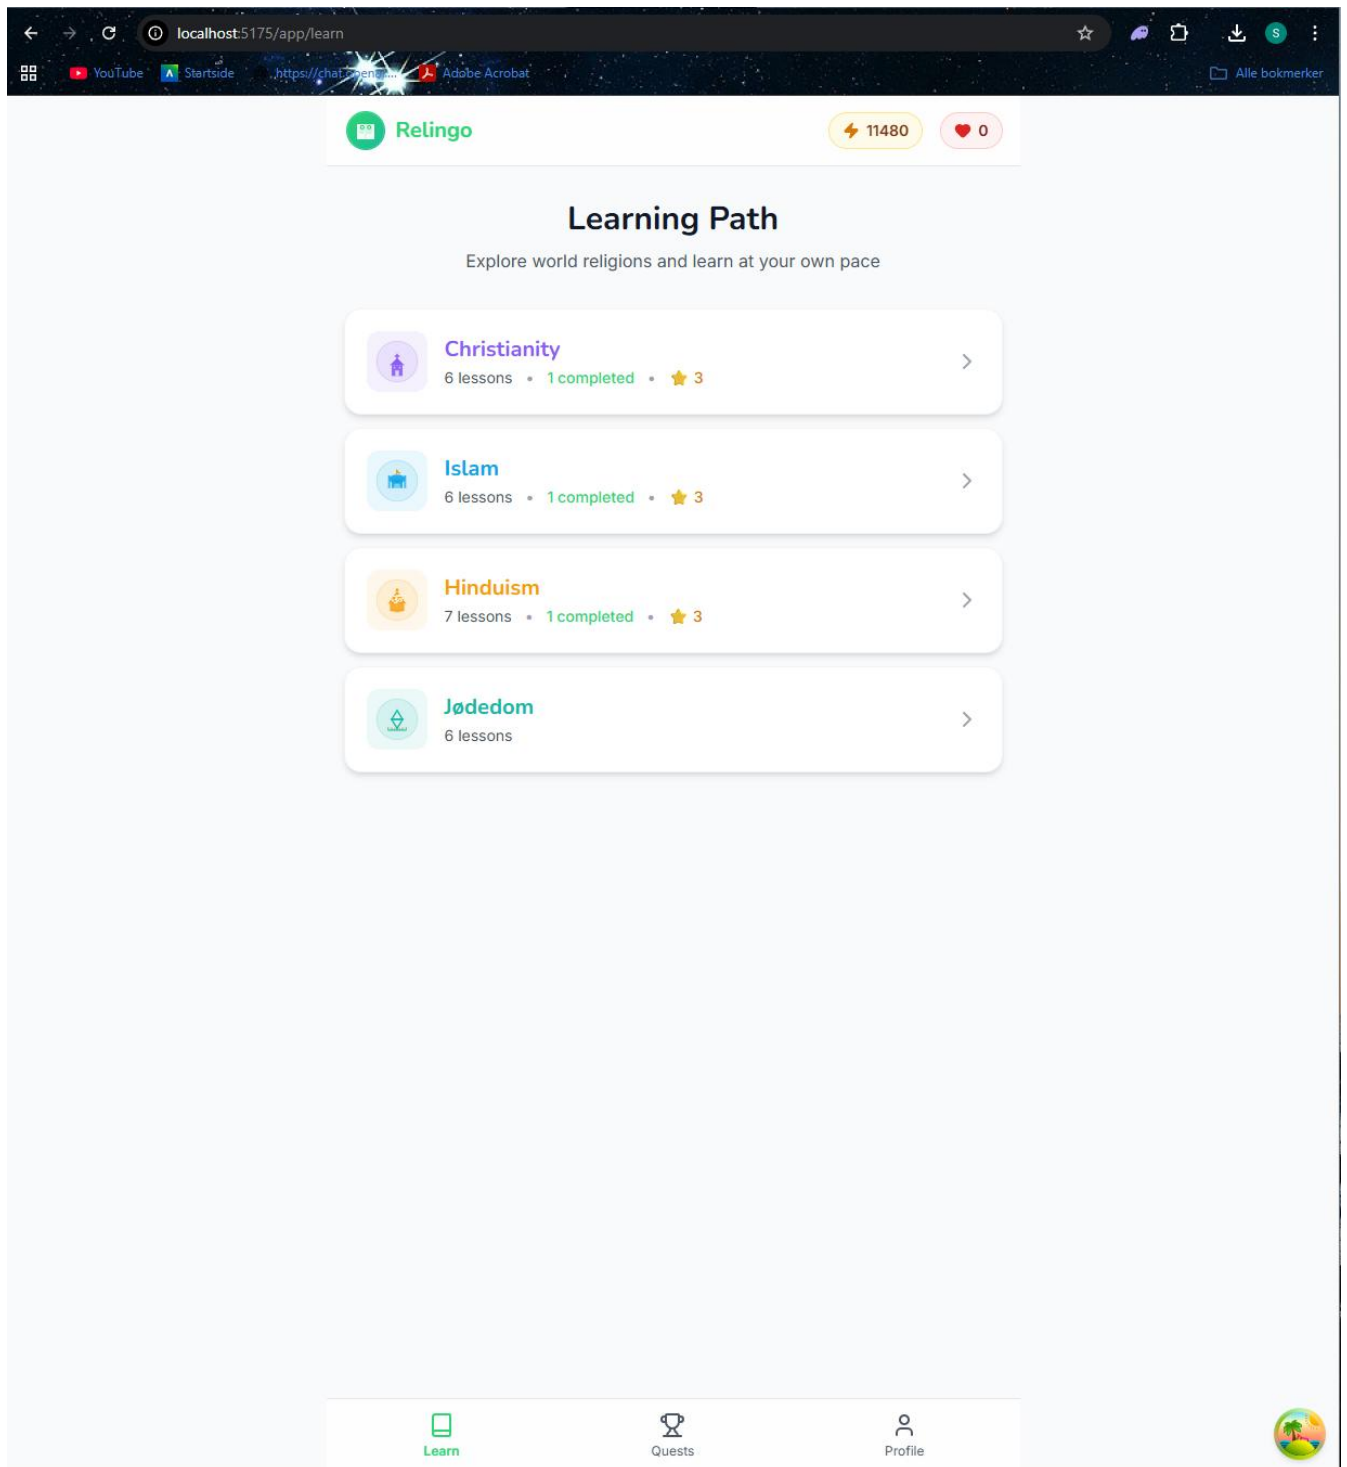 localhost:5175/app/learn
S
YouTube
Startside
Adobe Acrobat
Alle bokmerker
Relingo
11480
0
Learning Path
Explore world religions and learn at your own pace
Christianity
6 lessons • 1 completed • 3
Islam
6 lessons • 1 completed • 3
Hinduism
7 lessons • 1 completed • 3
Jødedom
6 lessons
Learn
Quests
Profile